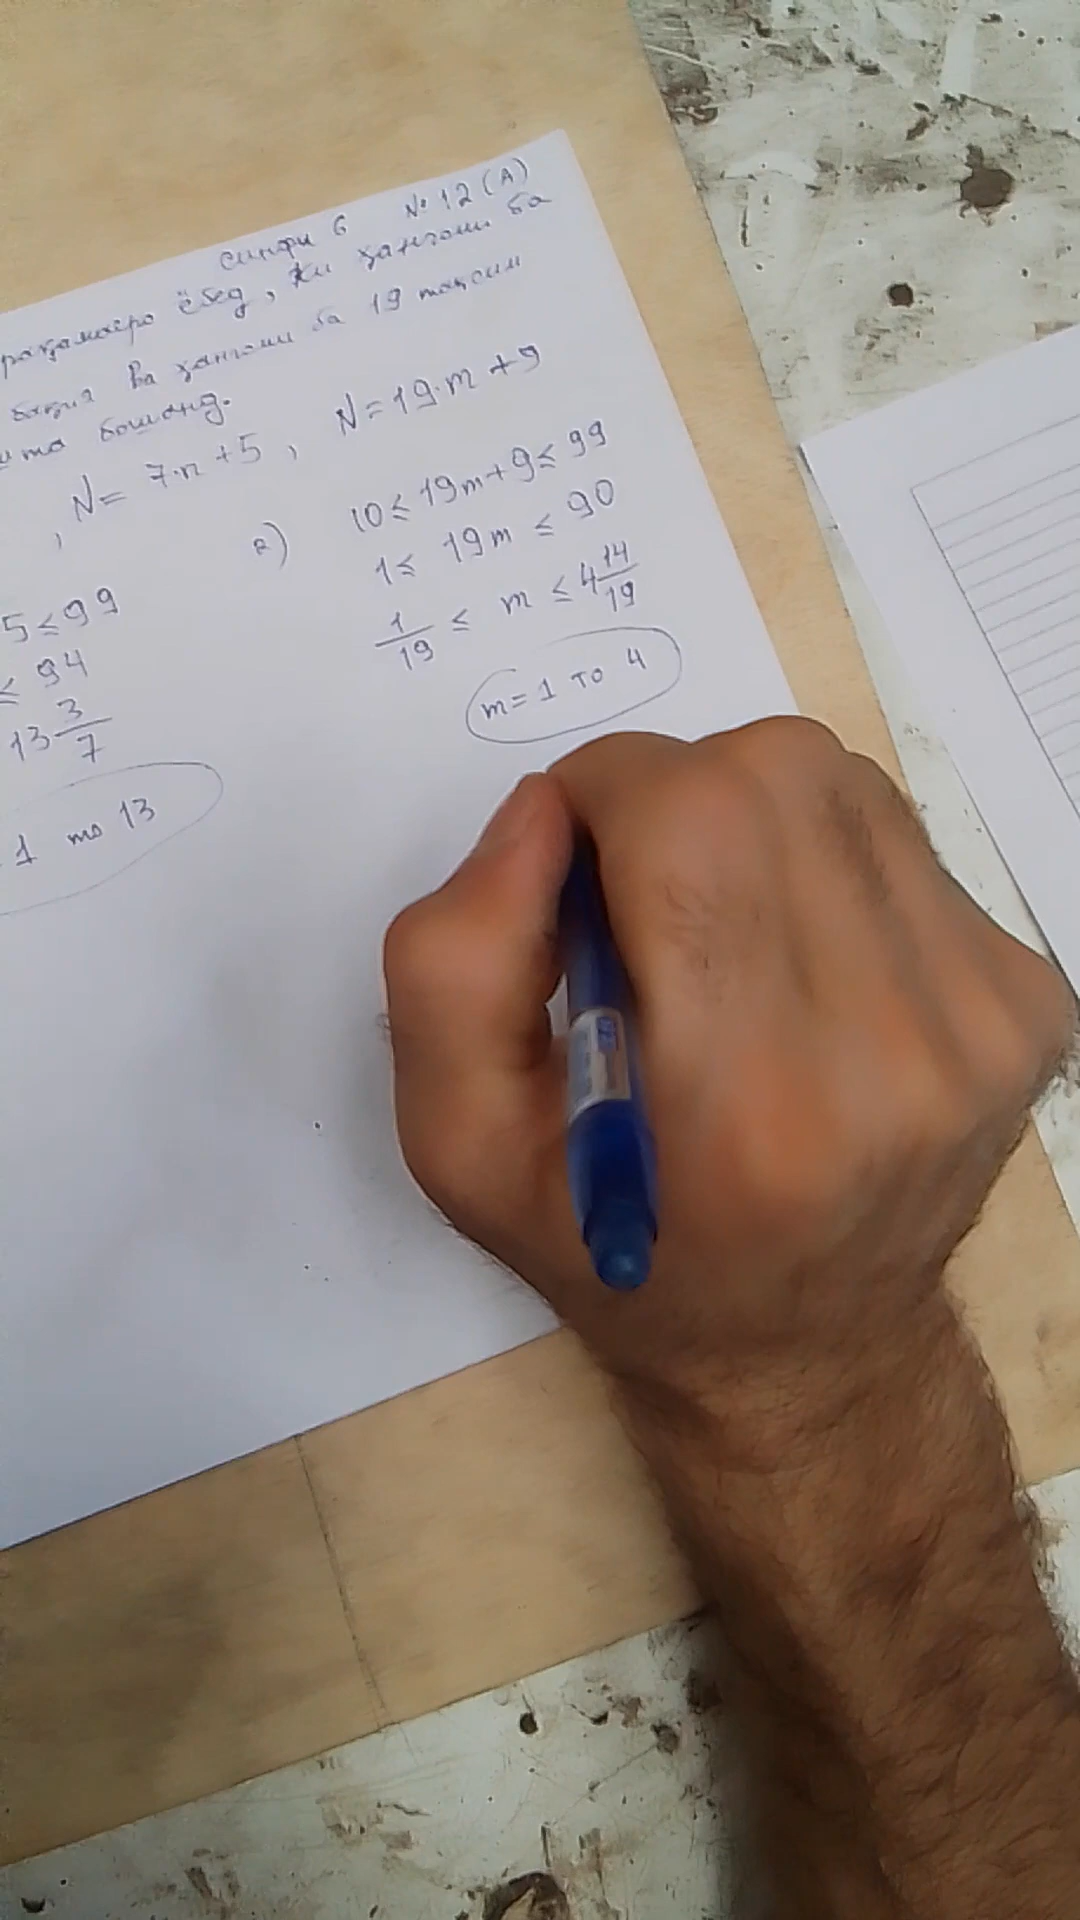 синфи 6 № 12 (А)
рақамаро ёбед, ки ҳангоми ба
бақия ва ҳангоми ба 19 тақсим
бошанд.
, N = 7·n + 5 , N = 19·m + 9
5 ≤ 99
≤ 94
13 3/7
1 то 13
2) 10 ≤ 19m + 9 ≤ 99
1 ≤ 19m ≤ 90
1/19 ≤ m ≤ 4 14/19
m = 1 то 4